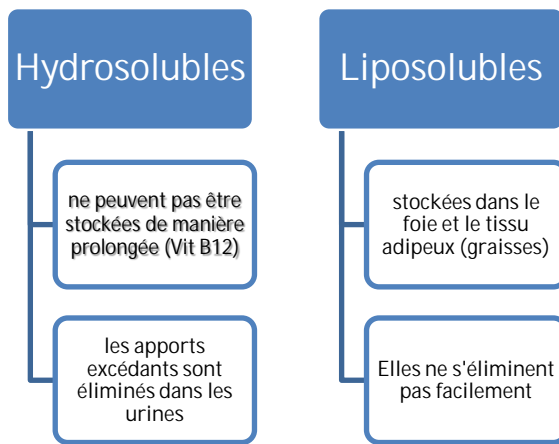 Hydrosolubles
ne peuvent pas être
stockées de manière
prolongée (Vit B12)
les apports
excédants sont
éliminés dans les
urines
Liposolubles
stockées dans le
foie et le tissu
adipeux (graisses)
Elles ne s'éliminent
pas facilement